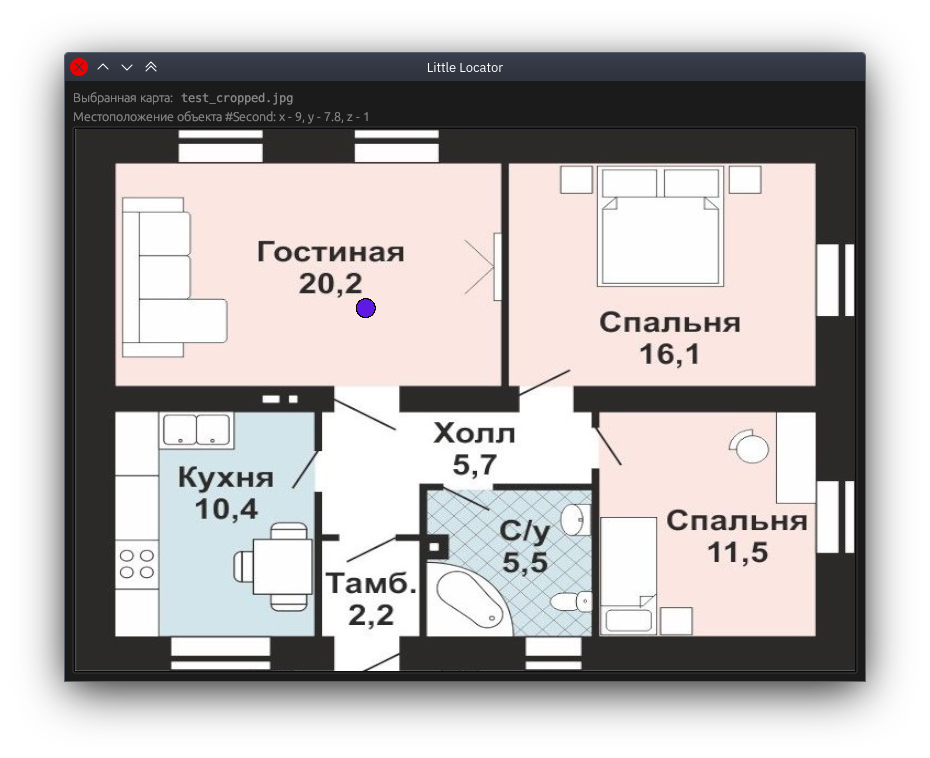 Little Locator
Выбранная карта: test_cropped.jpg
Местоположение объекта #Second: x - 9, y - 7.8, z - 1
Гостиная
20,2
Спальня
16,1
Холл
5,7
Кухня
10,4
С/у
5,5
Спальня
11,5
Тамб.
2,2